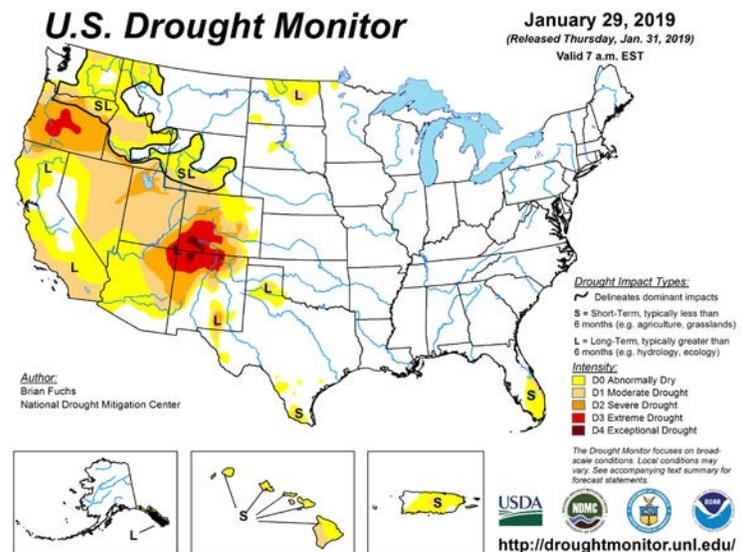 U.S. Drought Monitor
January 29, 2019
(Released Thursday, Jan. 31, 2019)
Valid 7 a.m. EST
L
SL
L
SL
L
L
L
S
S
Drought Impact Types:
Delineates dominant impacts
S = Short-Term, typically less than
6 months (e.g. agriculture, grasslands)
L = Long-Term, typically greater than
6 months (e.g. hydrology, ecology)
Intensity:
D0 Abnormally Dry
D1 Moderate Drought
D2 Severe Drought
D3 Extreme Drought
D4 Exceptional Drought
Author:
Brian Fuchs
National Drought Mitigation Center
The Drought Monitor focuses on broad-
scale conditions. Local conditions may
vary. See accompanying text summary for
forecast statements.
L
S
S
USDA
NDMC
NOAA
http://droughtmonitor.unl.edu/